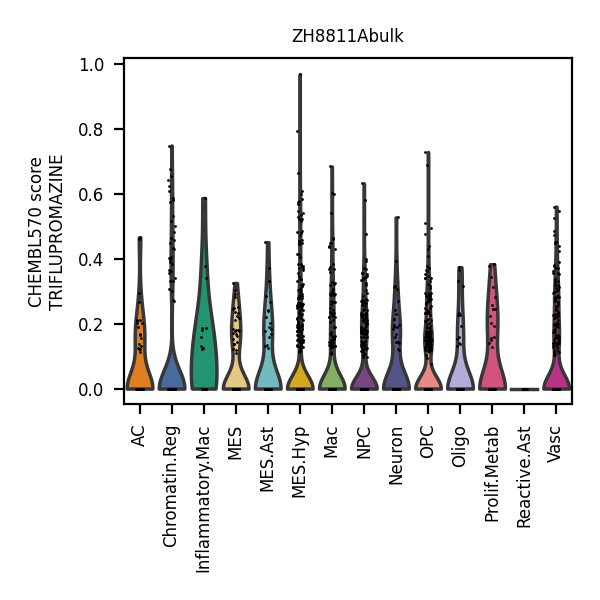 ZH8811Abulk
CHEMBL570 score
TRIFLUPROMAZINE
1.0
0.8
0.6
0.4
0.2
0.0
AC
Chromatin.Reg
Inflammatory.Mac
MES
MES.Ast
MES.Hyp
Mac
NPC
Neuron
OPC
Oligo
Prolif.Metab
Reactive.Ast
Vasc